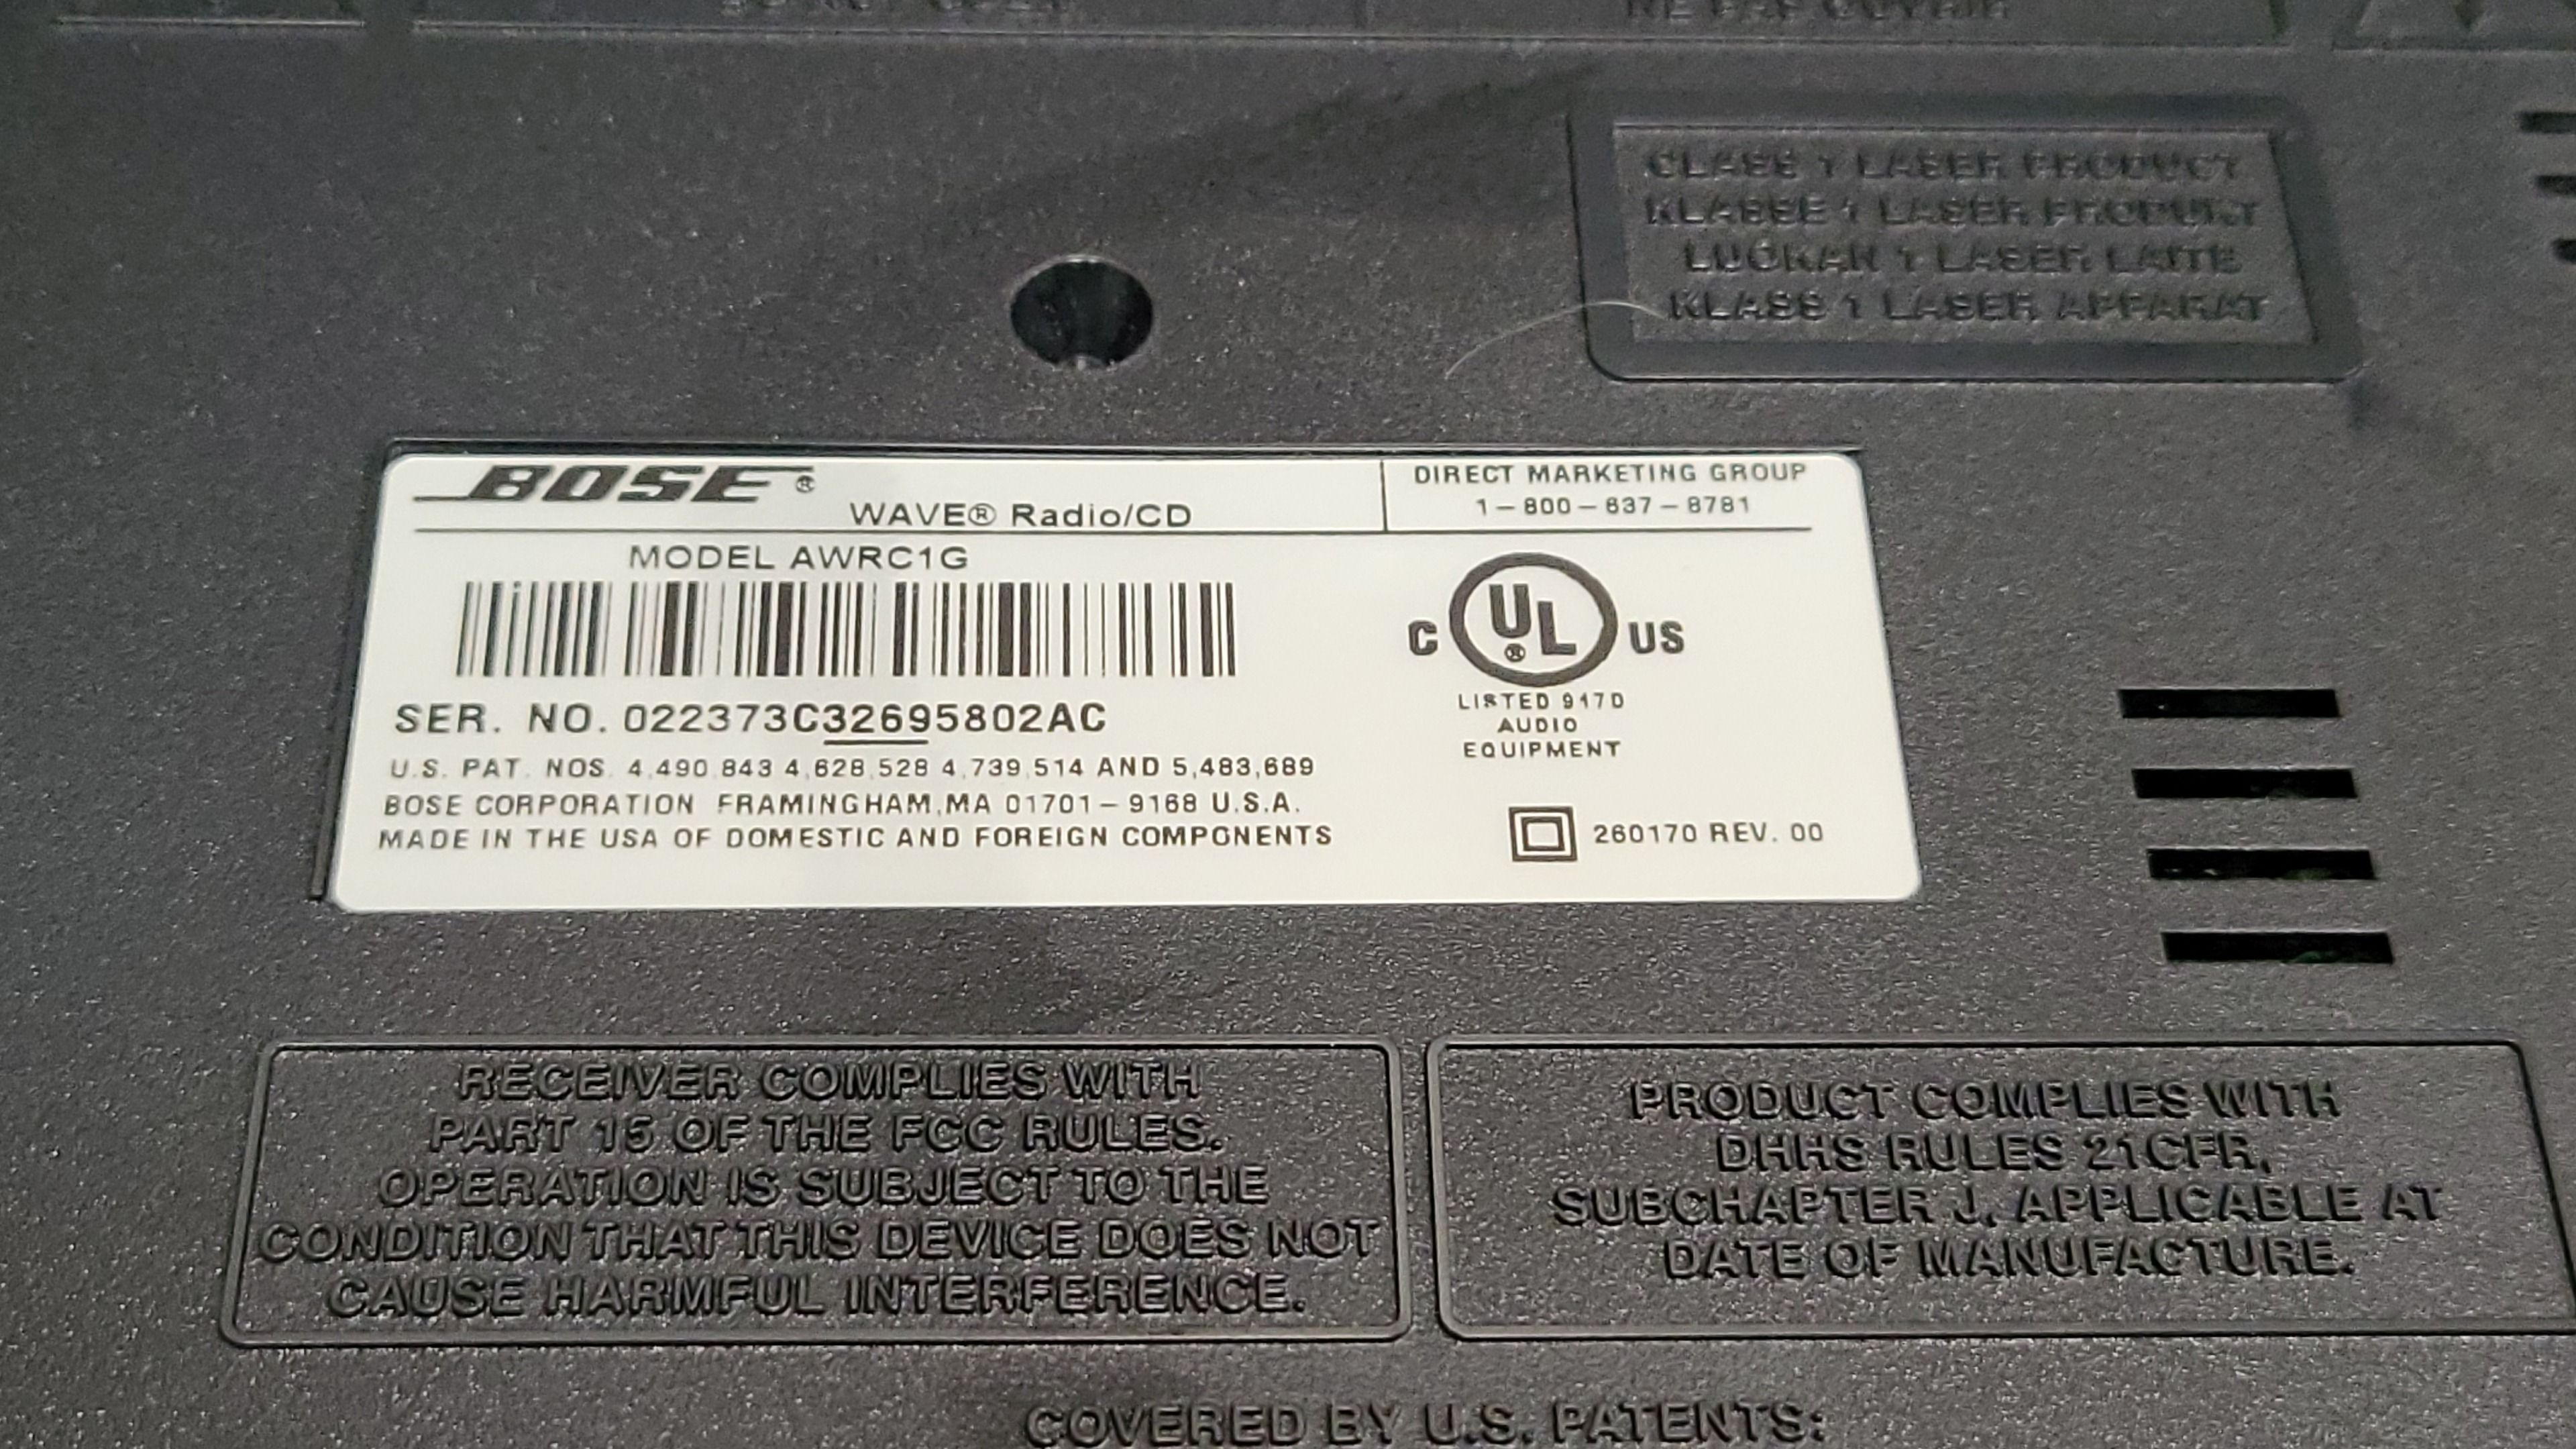 CLASS 1 LASER PRODUCT
KLASSE 1 LASER PRODUKT
LUOKAN 1 LASER LAITE
KLASS 1 LASER APPARAT
BOSE®
WAVE® Radio/CD
DIRECT MARKETING GROUP
1-800-637-8781
MODEL AWRC1G
C UL® US
LISTED 917D
AUDIO
EQUIPMENT
SER. NO. 022373C32695802AC
U.S. PAT. NOS. 4,490,843 4,628,528 4,739,514 AND 5,483,689
BOSE CORPORATION FRAMINGHAM, MA 01701-9168 U.S.A.
MADE IN THE USA OF DOMESTIC AND FOREIGN COMPONENTS
260170 REV. 00
RECEIVER COMPLIES WITH
PART 15 OF THE FCC RULES.
OPERATION IS SUBJECT TO THE
CONDITION THAT THIS DEVICE DOES NOT
CAUSE HARMFUL INTERFERENCE.
PRODUCT COMPLIES WITH
DHHS RULES 21CFR,
SUBCHAPTER J, APPLICABLE AT
DATE OF MANUFACTURE.
COVERED BY U.S. PATENTS: